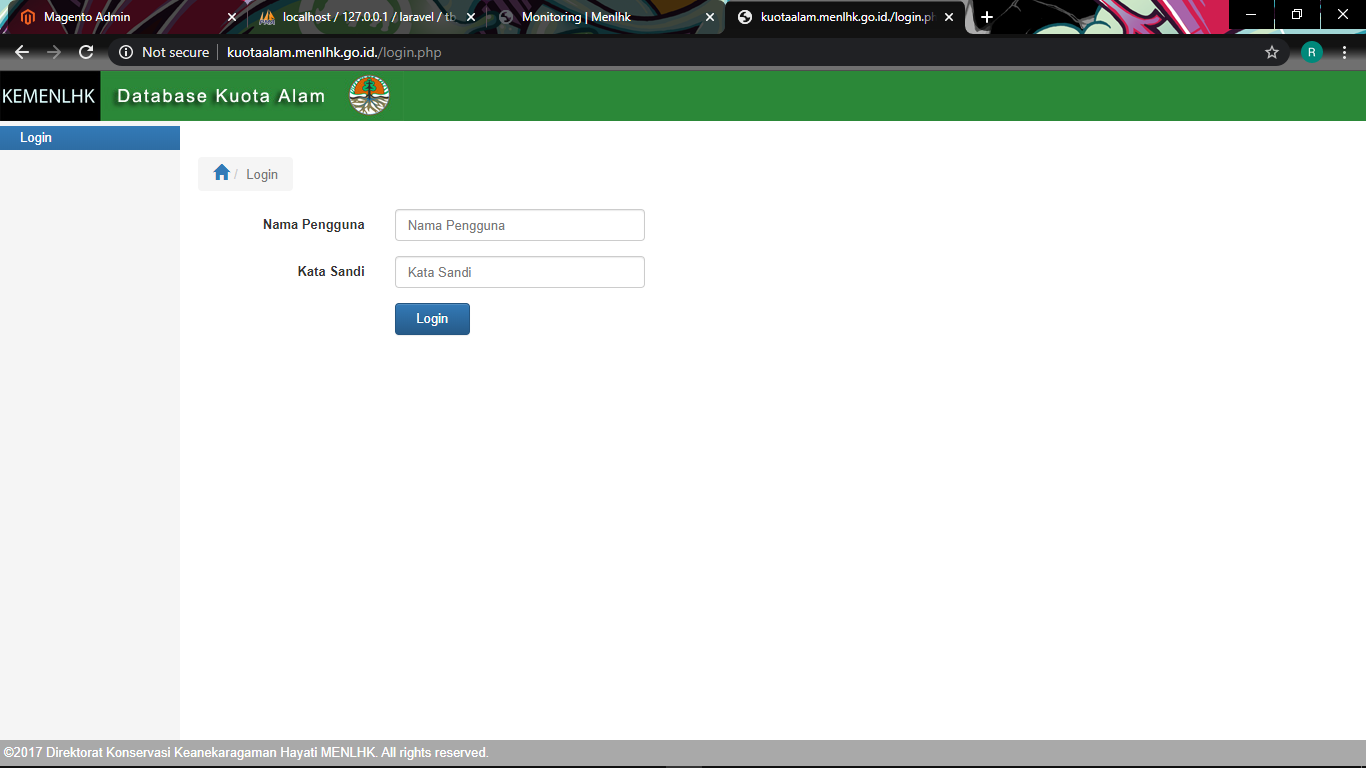 Magento Admin
localhost / 127.0.0.1 / laravel / tb
Monitoring | Menlhk
kuotaalam.menlhk.go.id./login.ph
Not secure
kuotaalam.menlhk.go.id./login.php
R
KEMENLHK
Database Kuota Alam
Login
/ Login
Nama Pengguna
Nama Pengguna
Kata Sandi
Kata Sandi
Login
©2017 Direktorat Konservasi Keanekaragaman Hayati MENLHK. All rights reserved.